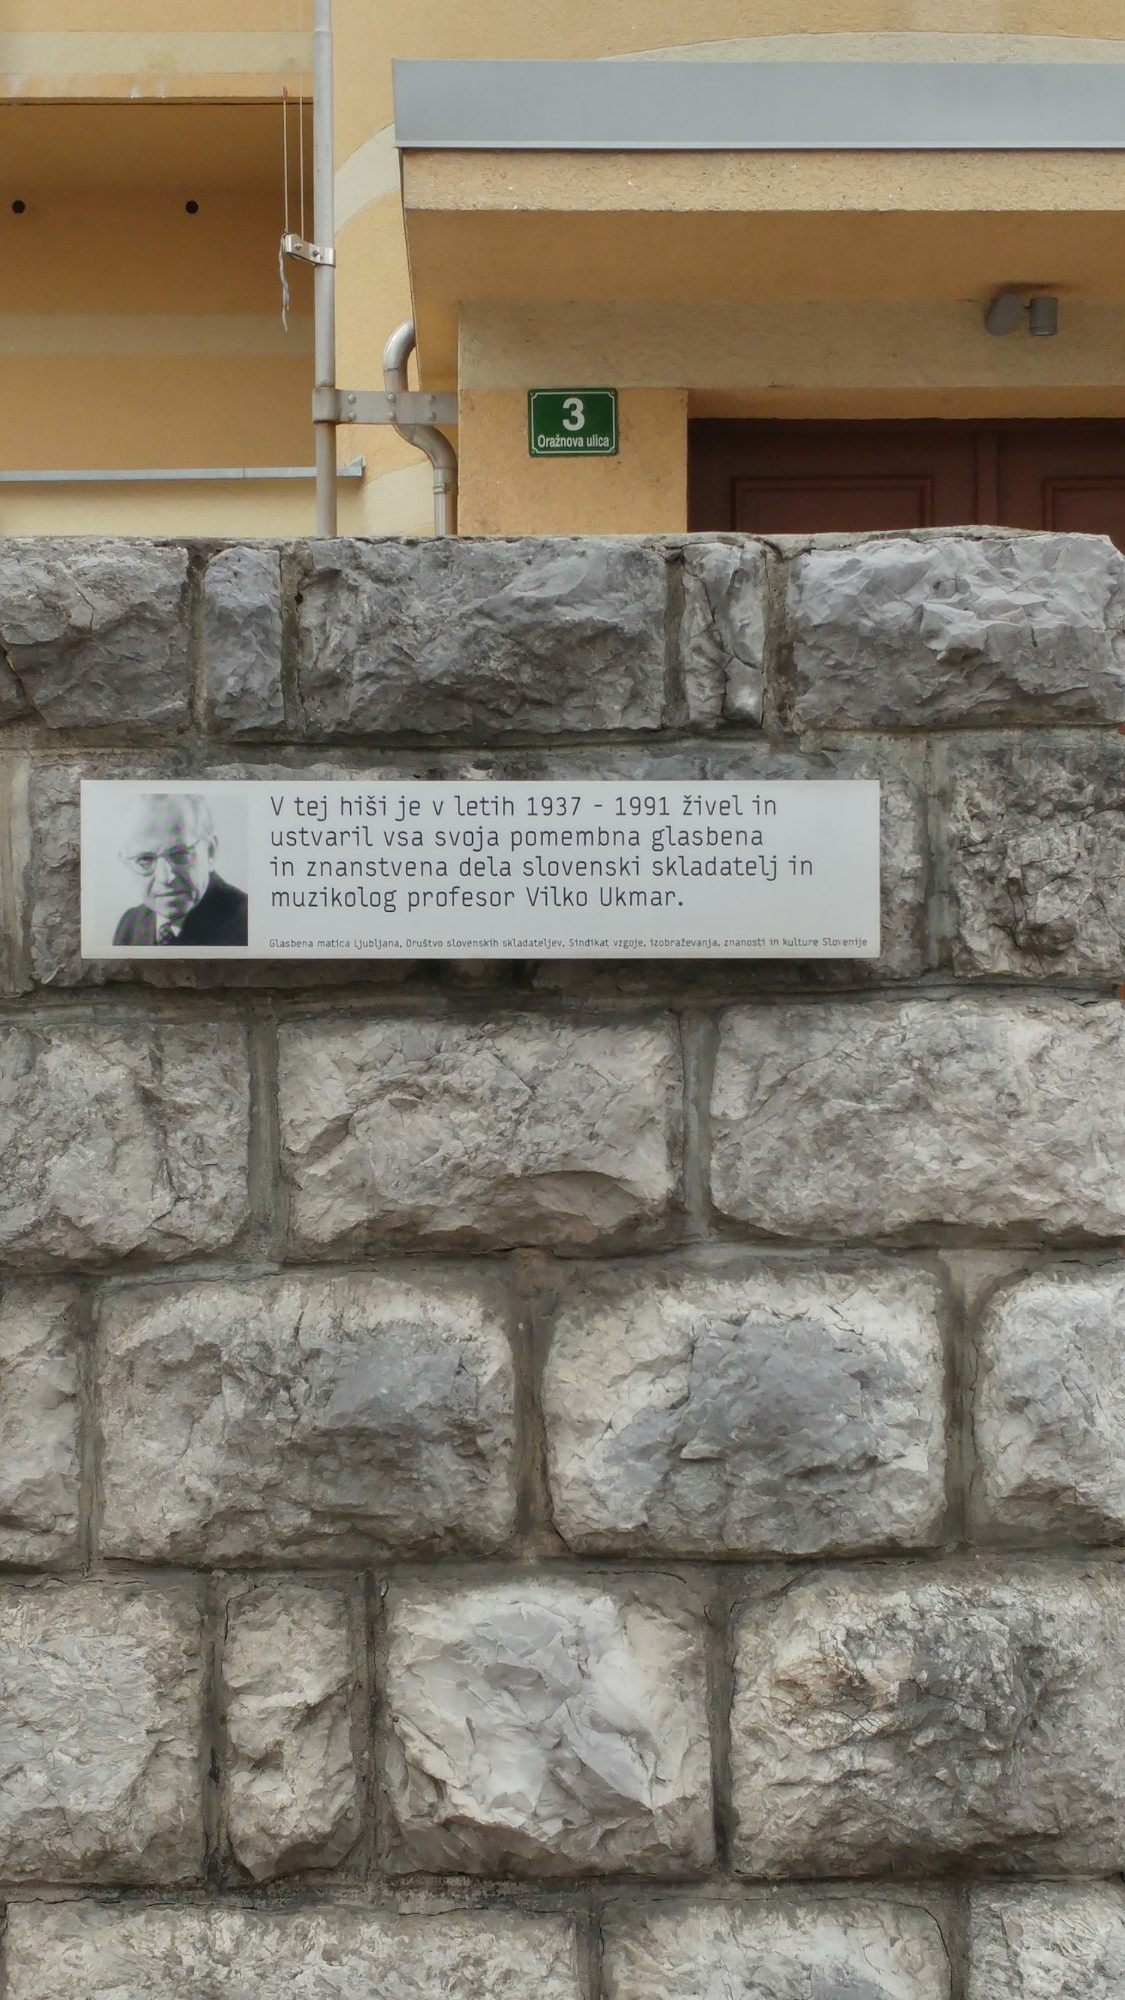 3
Oražnova ulica
V tej hiši je v letih 1937 - 1991 živel in
ustvaril vsa svoja pomembna glasbena
in znanstvena dela slovenski skladatelj in
muzikolog profesor Vilko Ukmar.
Glasbena matica Ljubljana, Društvo slovenskih skladateljev, Sindikat vzgoje, izobraževanja, znanosti in kulture Slovenije